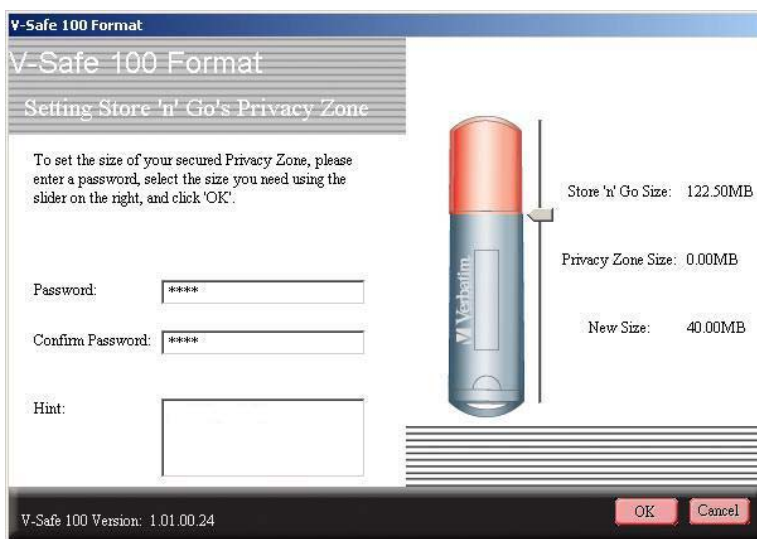 V-Safe 100 Format
V-Safe 100 Format
Setting Store 'n' Go's Privacy Zone
To set the size of your secured Privacy Zone, please
enter a password, select the size you need using the
slider on the right, and click 'OK'.
Password: ****
Confirm Password: ****
Hint:
Verbatim
Store 'n' Go Size: 122.50MB
Privacy Zone Size: 0.00MB
New Size: 40.00MB
V-Safe 100 Version: 1.01.00.24
OK
Cancel